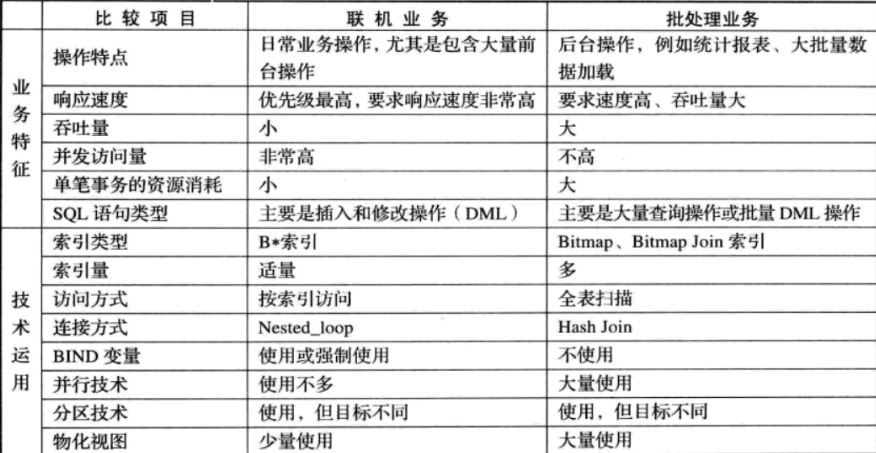 比较项目 联机业务 批处理业务
业务特征
操作特点 日常业务操作，尤其是包含大量前 后台操作，例如统计报表、大批量数
台操作 据加载
响应速度 优先级最高，要求响应速度非常高 要求速度高、吞吐量大
吞吐量 小 大
并发访问量 非常高 不高
单笔事务的资源消耗 小 大
SQL 语句类型 主要是插入和修改操作（DML） 主要是大量查询操作或批量 DML 操作
技术运用
索引类型 B*索引 Bitmap、Bitmap Join 索引
索引量 适量 多
访问方式 按索引访问 全表扫描
连接方式 Nested_loop Hash Join
BIND 变量 使用或强制使用 不使用
并行技术 使用不多 大量使用
分区技术 使用，但目标不同 使用，但目标不同
物化视图 少量使用 大量使用